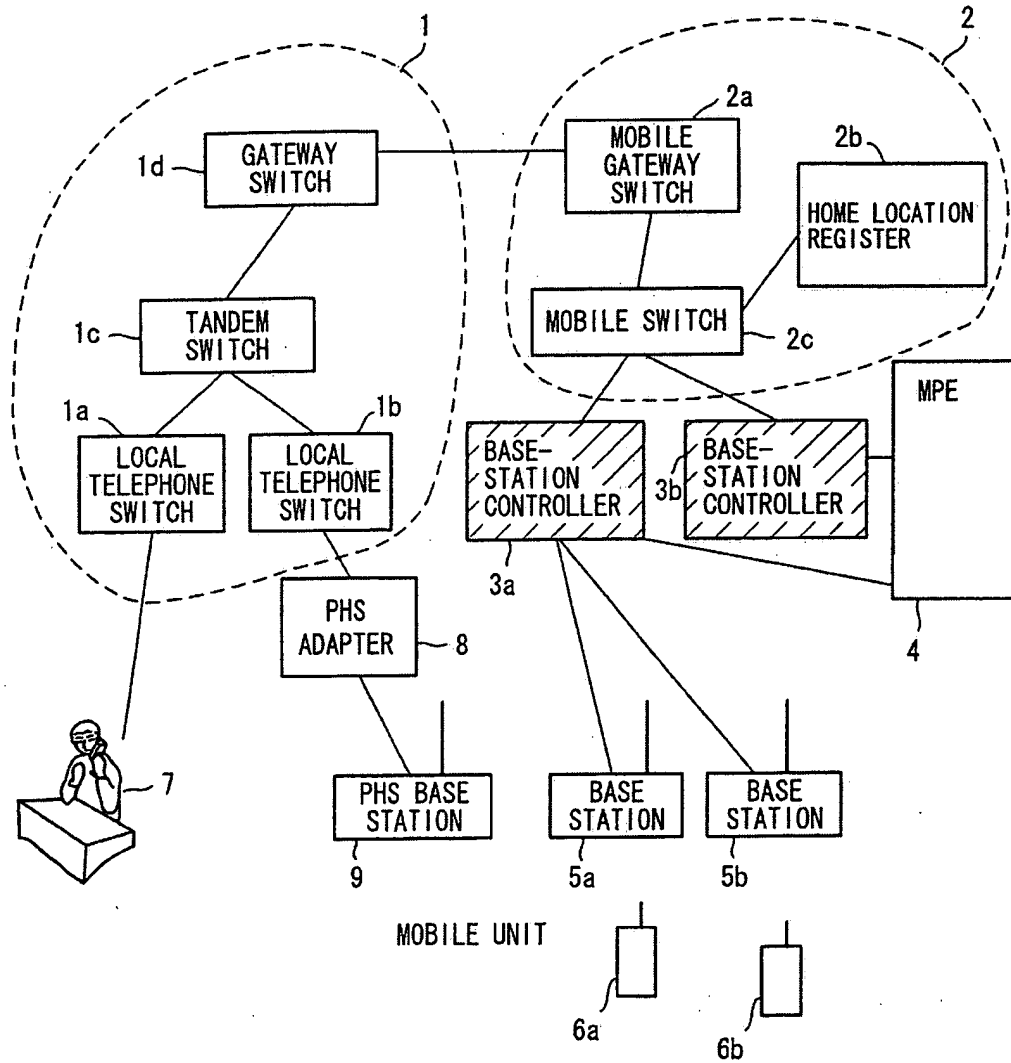 1
2
2a
GATEWAY
SWITCH
1d
MOBILE
GATEWAY
SWITCH
2b
HOME LOCATION
REGISTER
1c
TANDEM
SWITCH
MOBILE SWITCH
2c
1a
1b
MPE
LOCAL
TELEPHONE
SWITCH
LOCAL
TELEPHONE
SWITCH
BASE-
STATION
CONTROLLER
3b
BASE-
STATION
CONTROLLER
3a
PHS
ADAPTER
8
4
7
PHS BASE
STATION
BASE
STATION
BASE
STATION
9
5a
5b
MOBILE UNIT
6a
6b